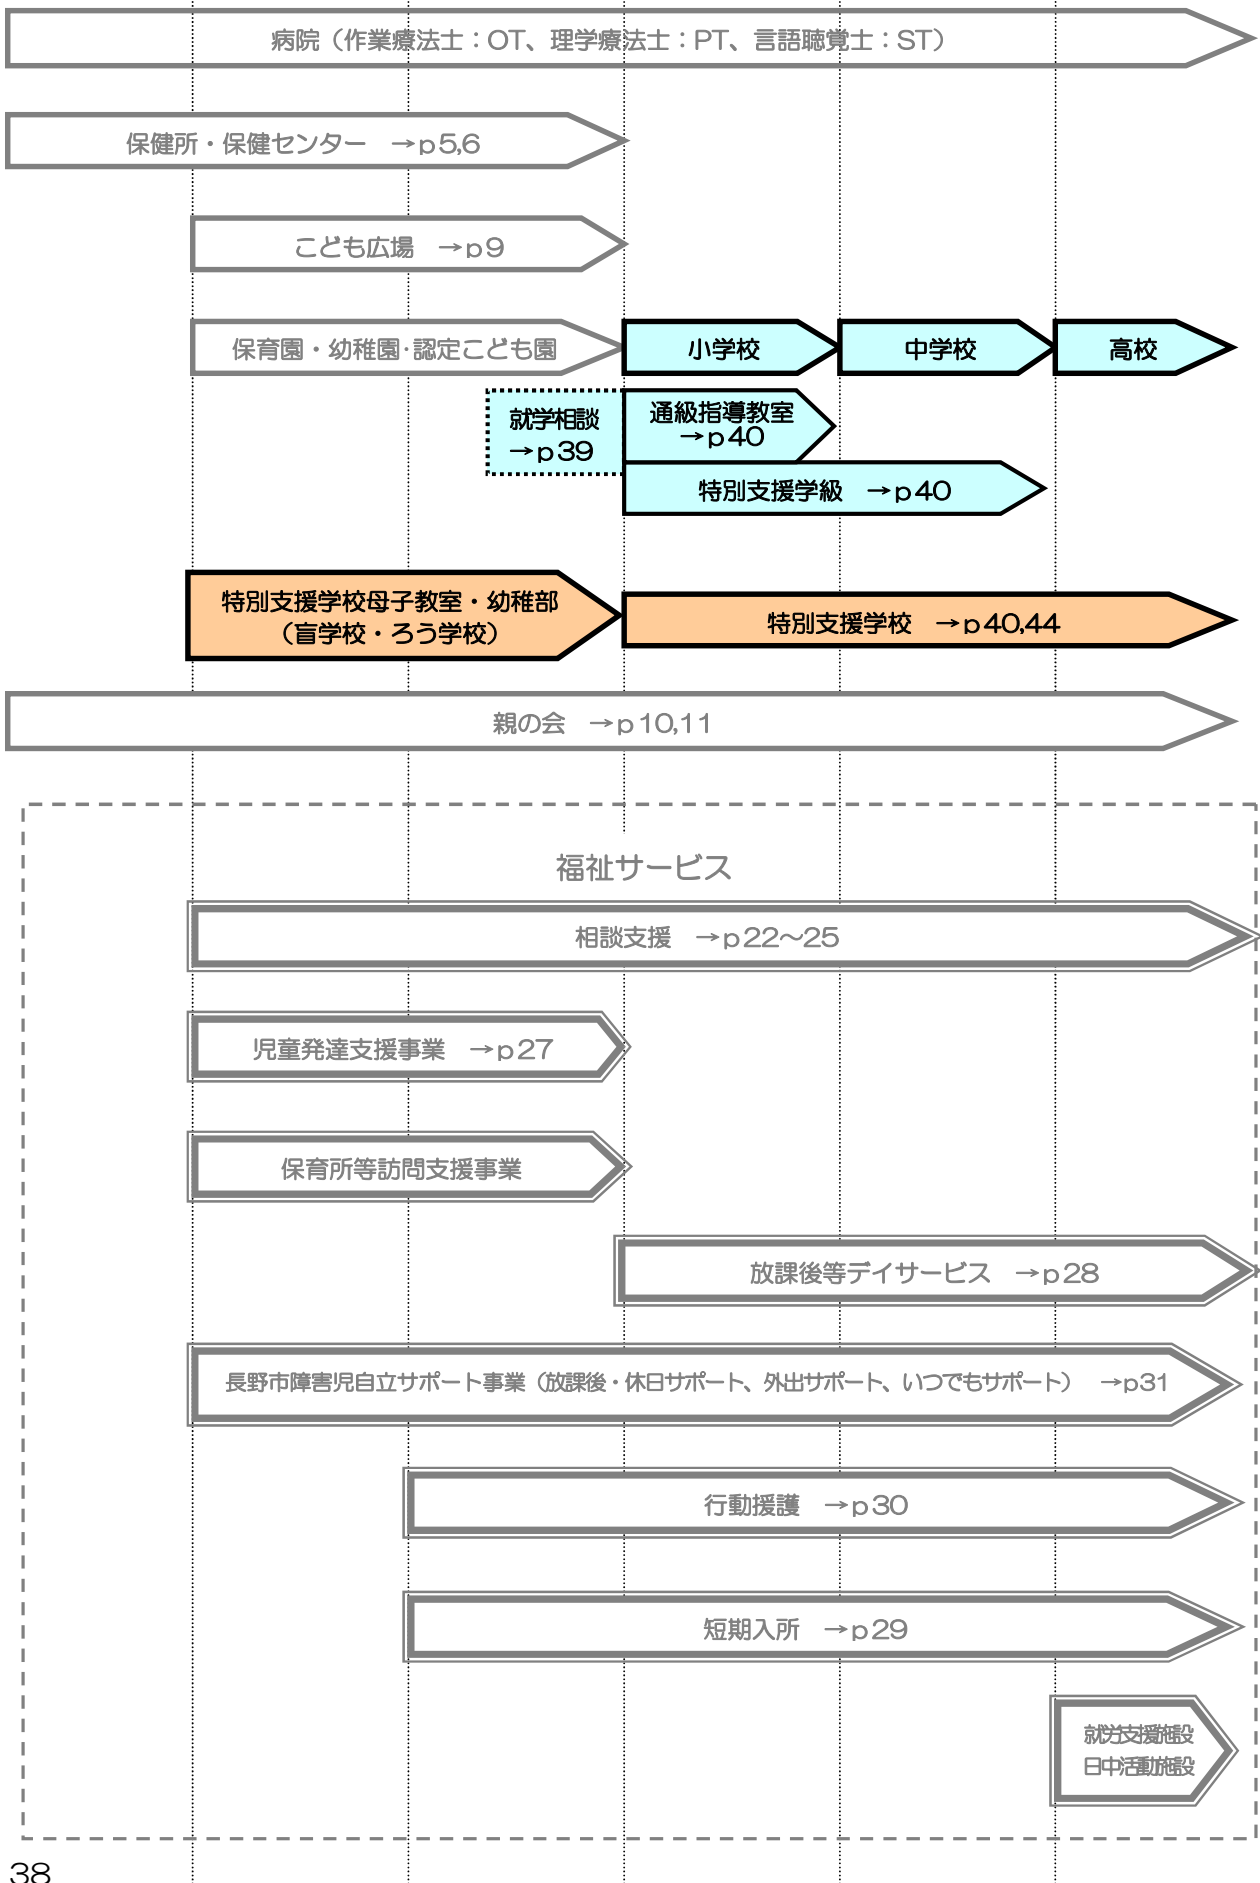 病院（作業療法士：OT、理学療法士：PT、言語聴覚士：ST）
保健所・保健センター　→p5,6
こども広場　→p9
保育園・幼稚園･認定こども園
小学校
中学校
高校
就学相談
→p39
通級指導教室
→p40
特別支援学級　→p40
特別支援学校母子教室・幼稚部
（盲学校・ろう学校）
特別支援学校　→p40,44
親の会　→p10,11
福祉サービス
相談支援　→p22～25
児童発達支援事業　→p27
保育所等訪問支援事業
放課後等デイサービス　→p28
長野市障害児自立サポート事業（放課後・休日サポート、外出サポート、いつでもサポート）　→p31
行動援護　→p30
短期入所　→p29
就労支援施設
日中活動施設
38